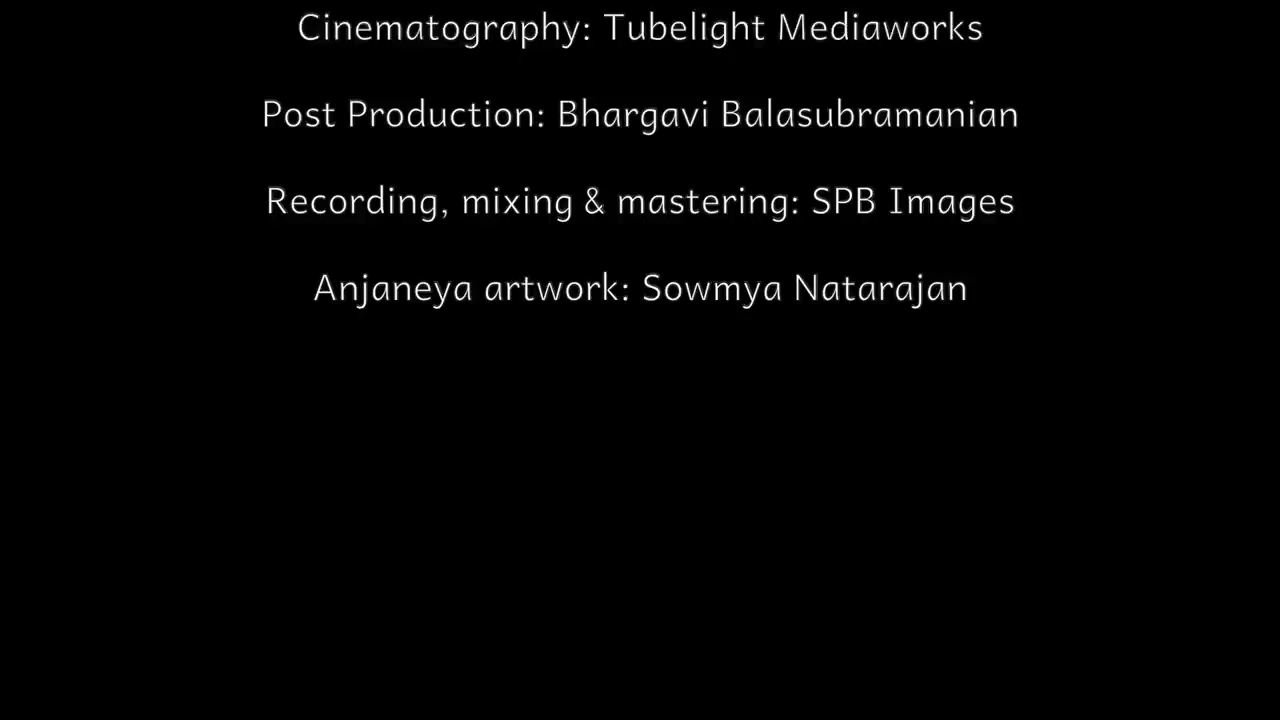 Cinematography: Tubelight Mediaworks
Post Production: Bhargavi Balasubramanian
Recording, mixing & mastering: SPB Images
Anjaneya artwork: Sowmya Natarajan